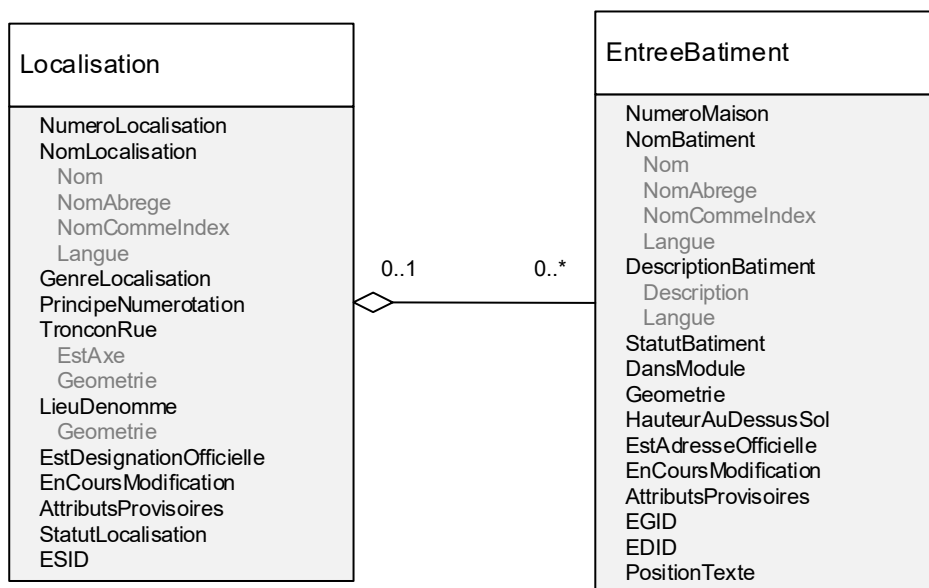 Localisation
NumeroLocalisation
NomLocalisation
Nom
NomAbrege
NomCommeIndex
Langue
GenreLocalisation
PrincipeNumerotation
TronconRue
EstAxe
Geometrie
LieuDenomme
Geometrie
EstDesignationOfficielle
EnCoursModification
AttributsProvisoires
StatutLocalisation
ESID
0..1
0..*
EntreeBatiment
NumeroMaison
NomBatiment
Nom
NomAbrege
NomCommeIndex
Langue
DescriptionBatiment
Description
Langue
StatutBatiment
DansModule
Geometrie
HauteurAuDessusSol
EstAdresseOfficielle
EnCoursModification
AttributsProvisoires
EGID
EDID
PositionTexte